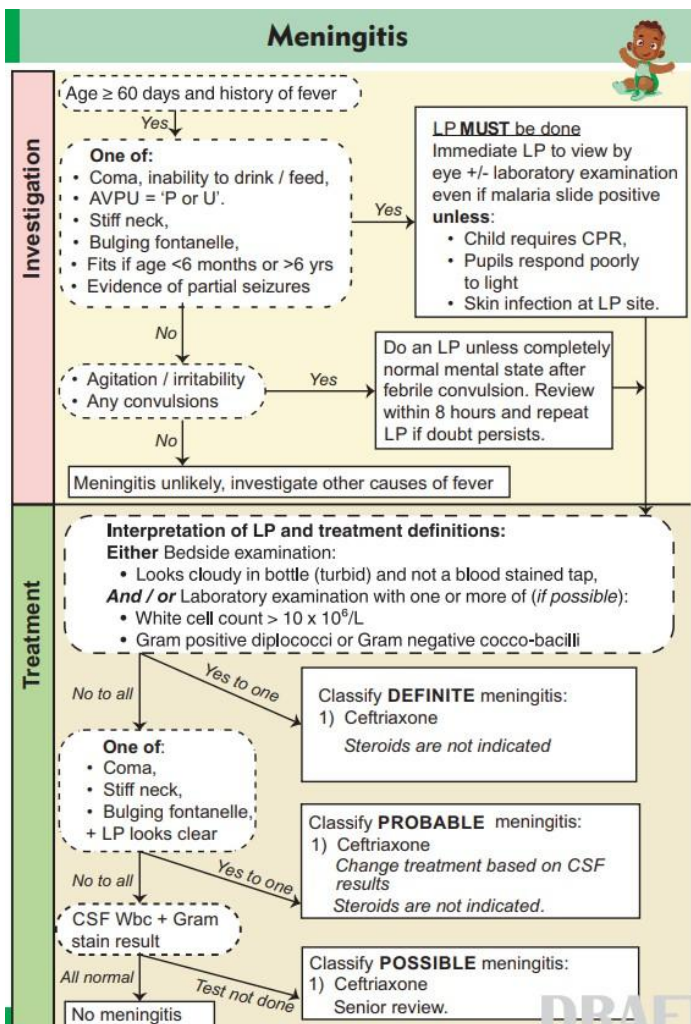 Meningitis
Investigation
Age ≥ 60 days and history of fever
Yes
One of:
• Coma, inability to drink / feed,
• AVPU = 'P or U'.
• Stiff neck,
• Bulging fontanelle,
• Fits if age <6 months or >6 yrs
• Evidence of partial seizures
Yes
LP MUST be done
Immediate LP to view by
eye +/- laboratory examination
even if malaria slide positive
unless:
• Child requires CPR,
• Pupils respond poorly
to light
• Skin infection at LP site.
No
• Agitation / irritability
• Any convulsions
Yes
Do an LP unless completely
normal mental state after
febrile convulsion. Review
within 8 hours and repeat
LP if doubt persists.
No
Meningitis unlikely, investigate other causes of fever
Treatment
Interpretation of LP and treatment definitions:
Either Bedside examination:
• Looks cloudy in bottle (turbid) and not a blood stained tap,
And / or Laboratory examination with one or more of (if possible):
• White cell count > 10 x 10⁶/L
• Gram positive diplococci or Gram negative cocco-bacilli
No to all
Yes to one
Classify DEFINITE meningitis:
1) Ceftriaxone
Steroids are not indicated
One of:
• Coma,
• Stiff neck,
• Bulging fontanelle,
+ LP looks clear
No to all
Yes to one
Classify PROBABLE meningitis:
1) Ceftriaxone
Change treatment based on CSF
results
Steroids are not indicated.
CSF Wbc + Gram
stain result
All normal
Test not done
Classify POSSIBLE meningitis:
1) Ceftriaxone
Senior review.
No meningitis